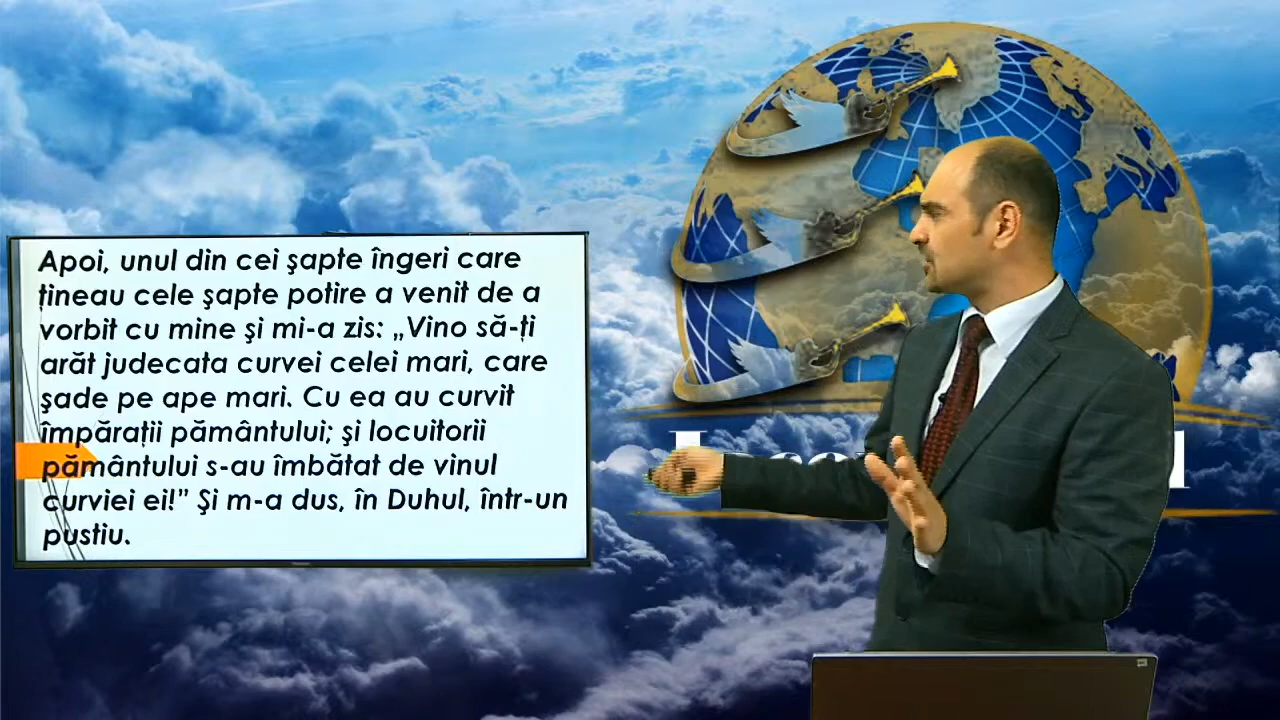 Apoi, unul din cei şapte îngeri care
ţineau cele şapte potire a venit de a
vorbit cu mine şi mi-a zis: „Vino să-ţi
arăt judecata curvei celei mari, care
şade pe ape mari. Cu ea au curvit
împăraţii pământului; şi locuitorii
pământului s-au îmbătat de vinul
curviei ei!” Şi m-a dus, în Duhul, într-un
pustiu.